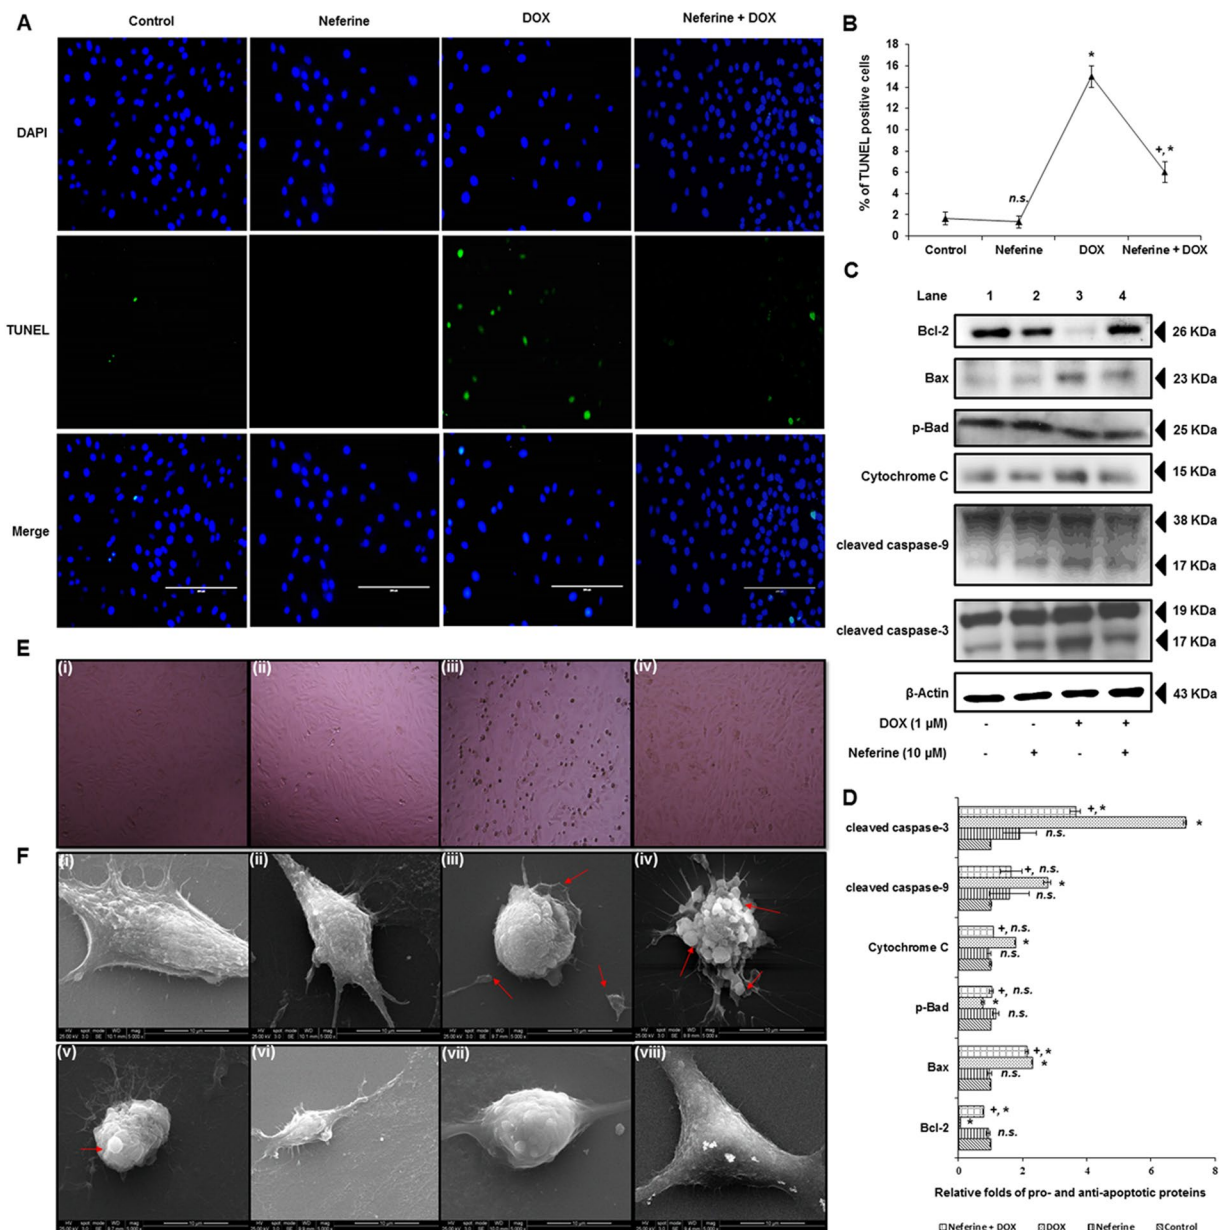 A
Control
Neferine
DOX
Neferine + DOX
DAPI
TUNEL
Merge
B
% of TUNEL positive cells
18
16
14
12
10
8
6
4
2
0
n.s.
*
+, *
Control
Neferine
DOX
Neferine + DOX
C
Lane 1 2 3 4
Bcl-2 26 KDa
Bax 23 KDa
p-Bad 25 KDa
Cytochrome C 15 KDa
38 KDa
cleaved caspase-9
17 KDa
19 KDa
cleaved caspase-3
17 KDa
β-Actin 43 KDa
DOX (1 µM) - - + +
Neferine (10 µM) - + - +
E
(i)
(ii)
(iii)
(iv)
F
(i)
(ii)
(iii)
(iv)
(v)
(vi)
(vii)
(viii)
D
cleaved caspase-3
+, *
*
n.s.
cleaved caspase-9
+, n.s.
*
n.s.
Cytochrome C
+, n.s.
*
n.s.
p-Bad
+, n.s.
*
n.s.
Bax
+, *
*
n.s.
Bcl-2
+, *
*
n.s.
0 2 4 6 8
Relative folds of pro- and anti-apoptotic proteins
Neferine + DOX DOX Neferine Control